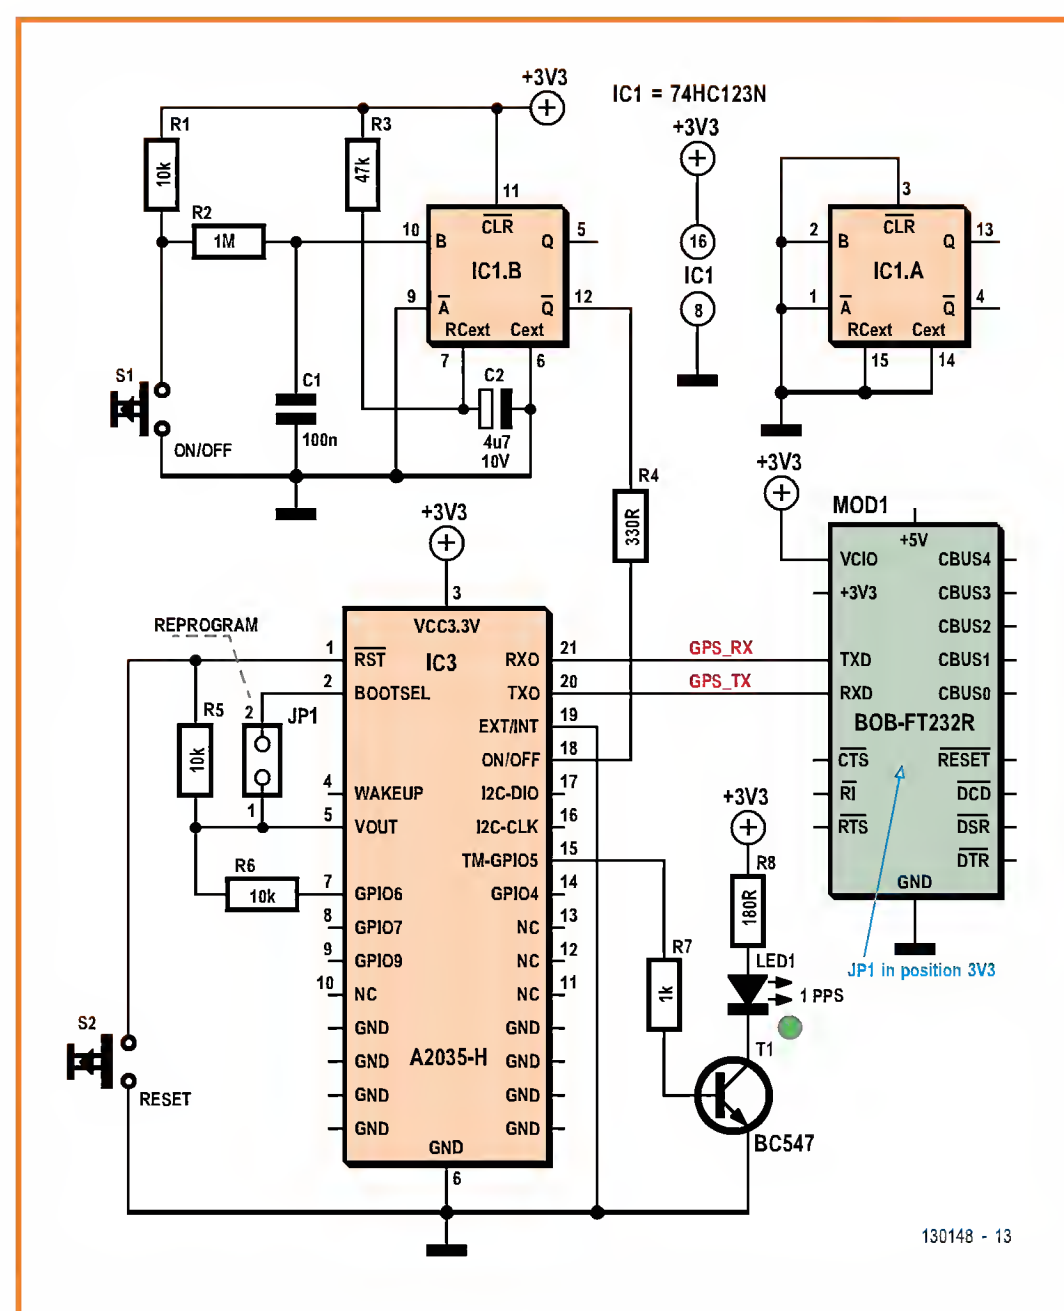 +3V3
IC1 = 74HC123N
R1
10k
R3
47k
+3V3
R2
1M
11
10
B
CLR
Q
5
IC1.B
9
A
Q
12
RCext
Cext
7
6
16
IC1
8
3
2
B
CLR
Q
13
IC1.A
1
A
Q
4
RCext
Cext
15
14
S1
ON/OFF
C1
100n
C2
4u7
10V
R4
330R
+3V3
+3V3
MOD1
+5V
VCIO
CBUS4
+3V3
CBUS3
CBUS2
TXD
CBUS1
RXD
CBUS0
BOB-FT232R
CTS
RESET
RI
DCD
RTS
DSR
DTR
GND
JP1 in position 3V3
3
VCC3.3V
REPROGRAM
1
RST
IC3
RXO
21
GPS_RX
2
BOOTSEL
TXO
20
GPS_TX
R5
10k
2
JP1
1
EXT/INT
19
ON/OFF
18
4
WAKEUP
I2C-DIO
17
5
VOUT
I2C-CLK
16
TM-GPIO5
15
R6
10k
7
GPIO6
GPIO4
14
8
GPIO7
NC
13
9
GPIO9
NC
12
10
NC
NC
11
GND
GND
GND
A2035-H
GND
GND
GND
GND
GND
GND
6
S2
RESET
+3V3
R8
180R
R7
1k
LED1
1 PPS
T1
BC547
130148 - 13